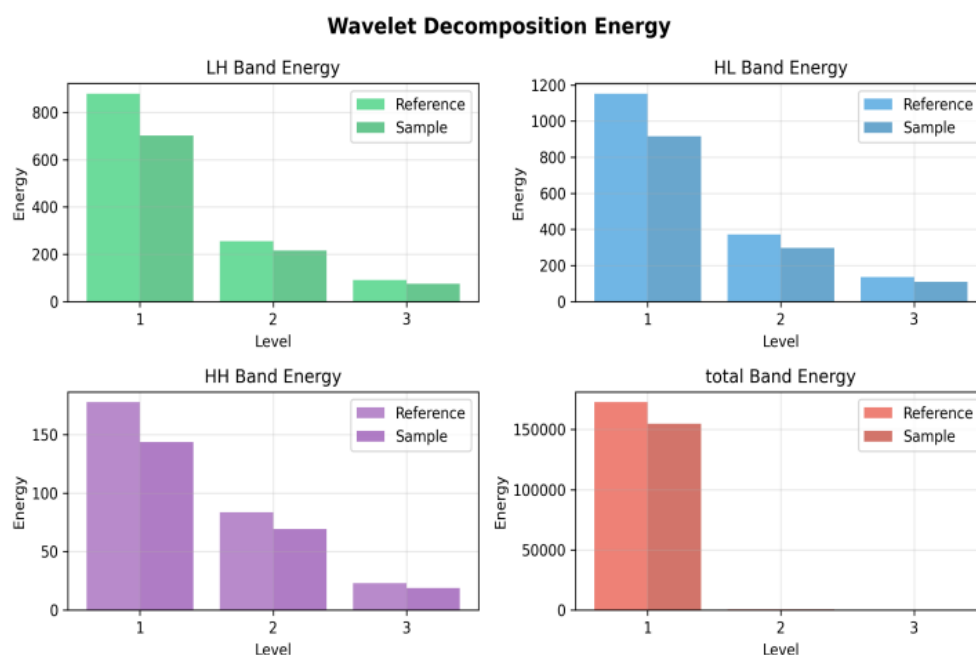 Wavelet Decomposition Energy
LH Band Energy
Reference
Sample
Energy
800
600
400
200
0
1 2 3
Level
HL Band Energy
Reference
Sample
Energy
1200
1000
800
600
400
200
0
1 2 3
Level
HH Band Energy
Reference
Sample
Energy
150
100
50
0
1 2 3
Level
total Band Energy
Reference
Sample
Energy
150000
100000
50000
0
1 2 3
Level